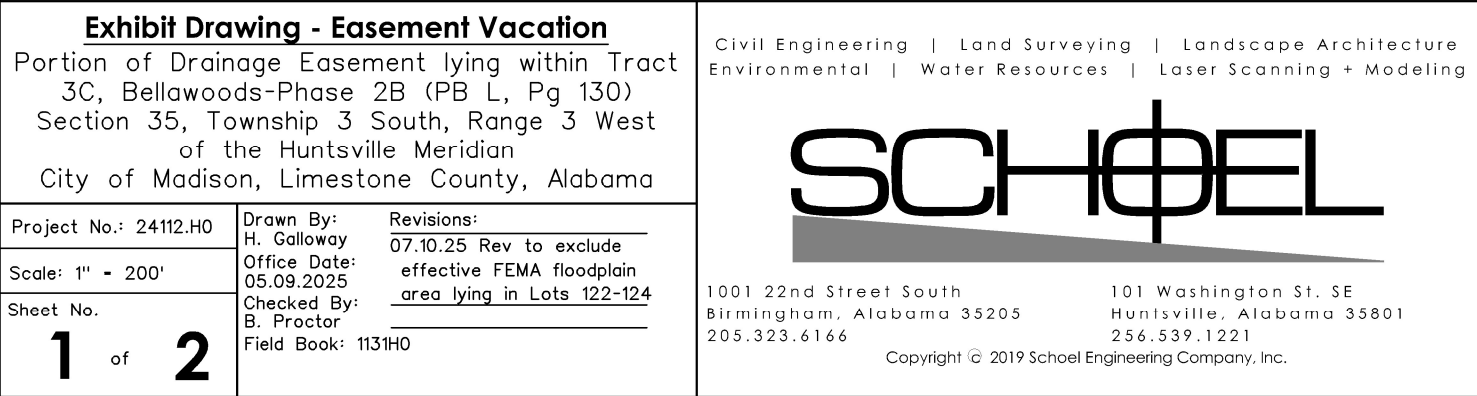 Exhibit Drawing - Easement Vacation
Portion of Drainage Easement lying within Tract
3C, Bellawoods-Phase 2B (PB L, Pg 130)
Section 35, Township 3 South, Range 3 West
of the Huntsville Meridian
City of Madison, Limestone County, Alabama
Project No.: 24112.H0
Scale: 1" - 200'
Sheet No.
1 of 2
Drawn By:
H. Galloway
Office Date:
05.09.2025
Checked By:
B. Proctor
Field Book: 1131H0
Revisions:
07.10.25 Rev to exclude
effective FEMA floodplain
area lying in Lots 122-124
Civil Engineering | Land Surveying | Landscape Architecture
Environmental | Water Resources | Laser Scanning + Modeling
SCHOEL
1001 22nd Street South
Birmingham, Alabama 35205
205.323.6166
101 Washington St. SE
Huntsville, Alabama 35801
256.539.1221
Copyright © 2019 Schoel Engineering Company, Inc.